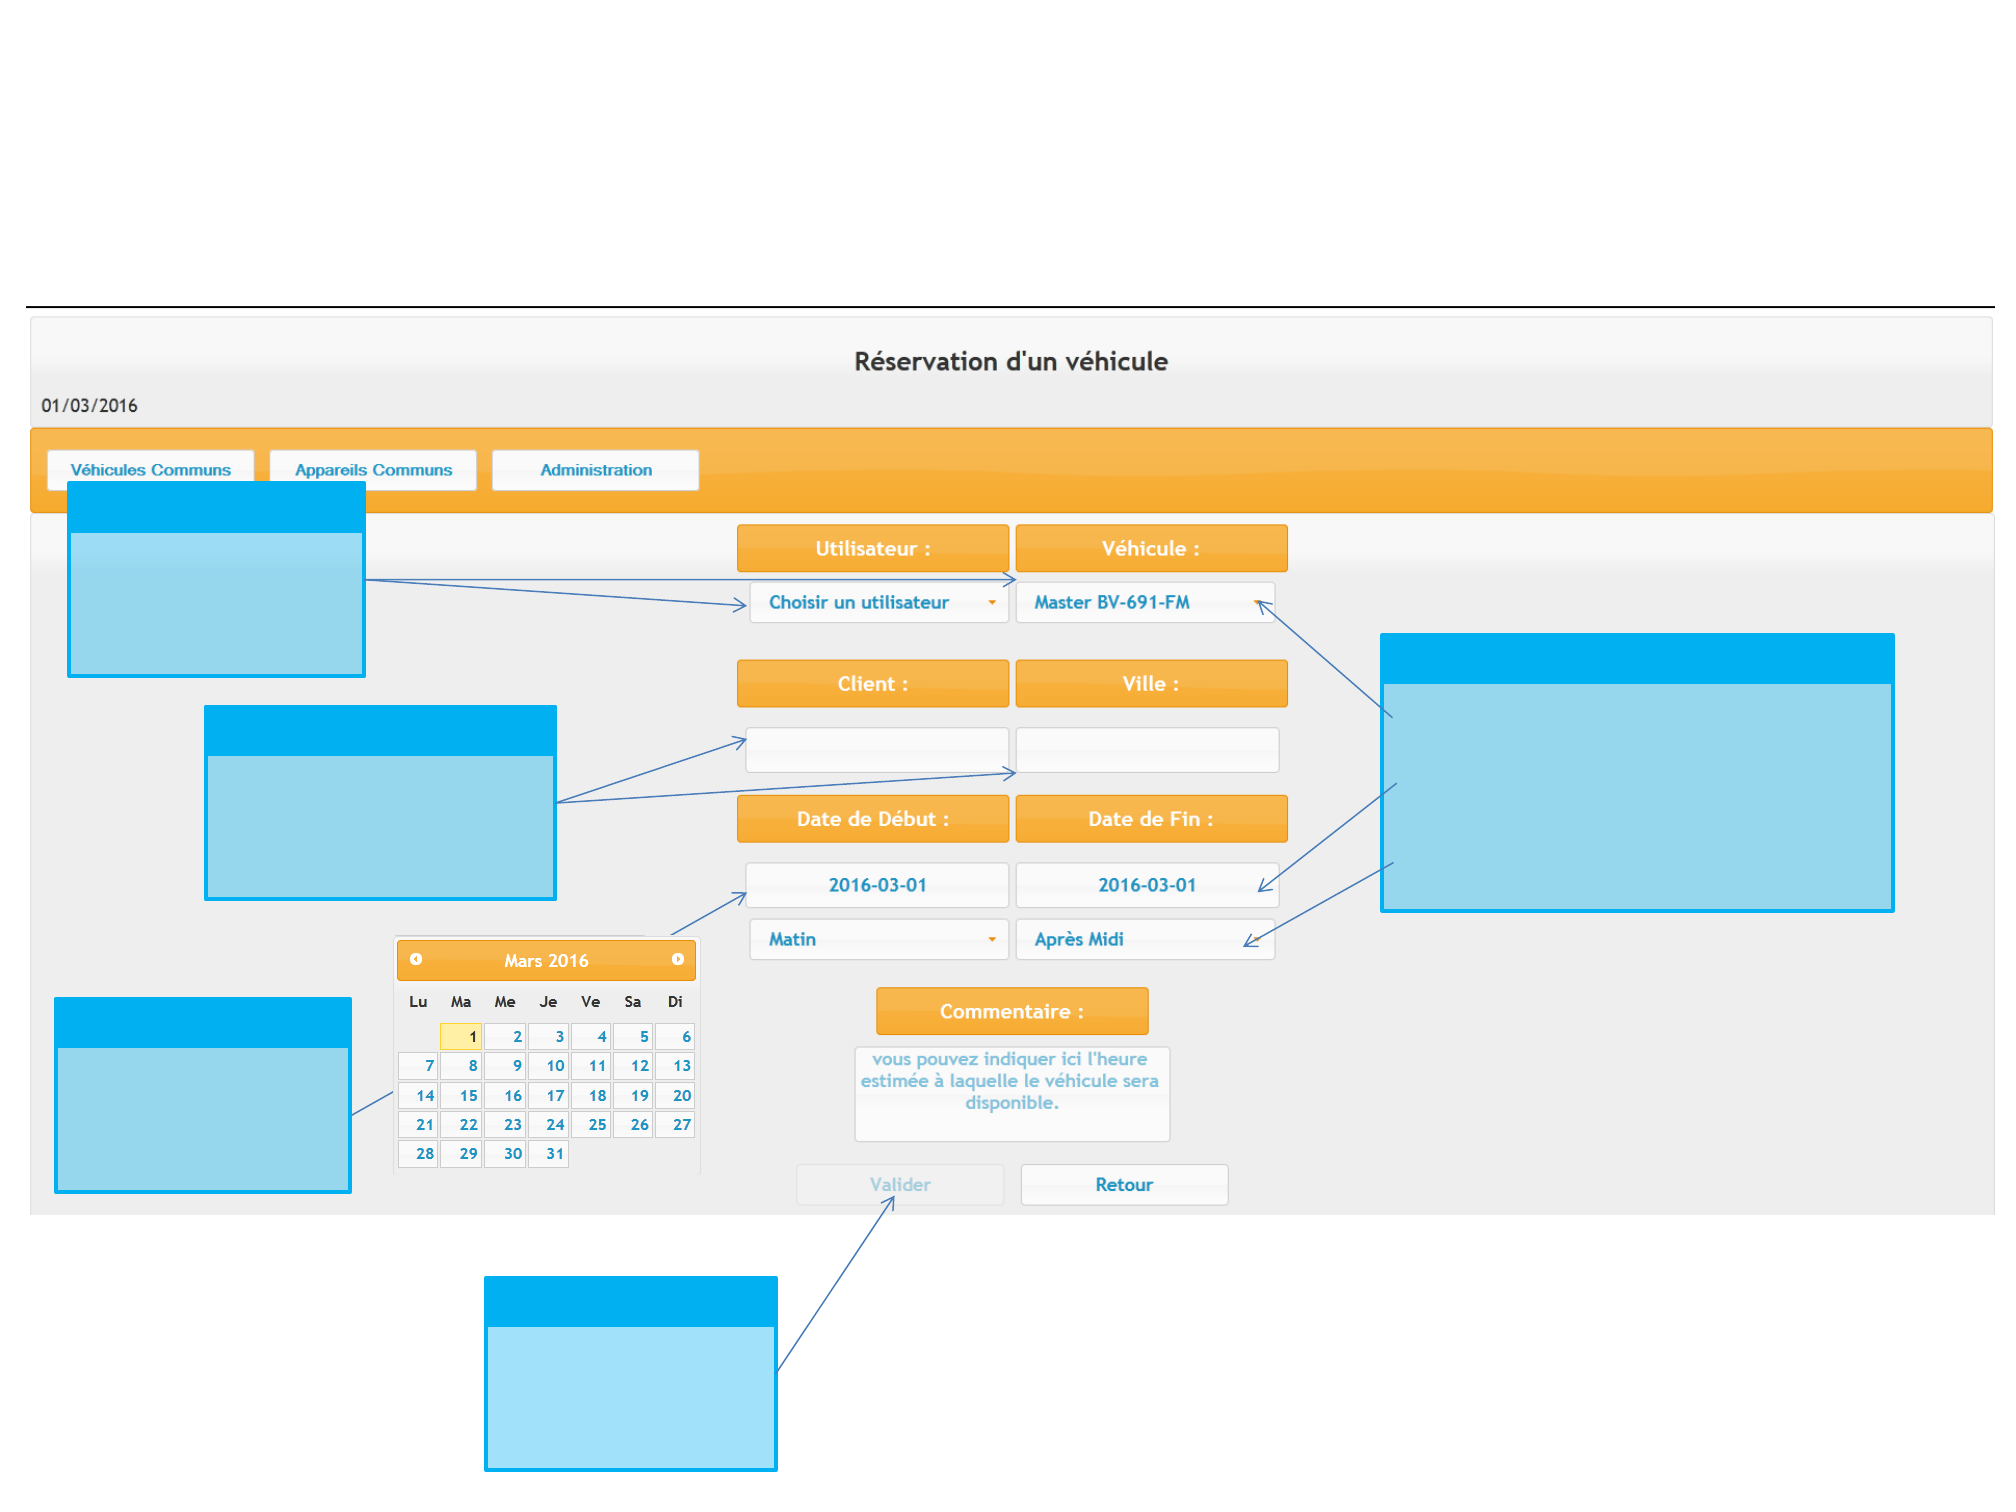 Réservation d'un véhicule
01/03/2016
Véhicules Communs Appareils Communs Administration
Utilisateur : Véhicule :
Choisir un utilisateur Master BV-691-FM
Client : Ville :
Date de Début : Date de Fin :
2016-03-01 2016-03-01
Matin Après Midi
Mars 2016
Lu Ma Me Je Ve Sa Di
1 2 3 4 5 6
7 8 9 10 11 12 13
14 15 16 17 18 19 20
21 22 23 24 25 26 27
28 29 30 31
Commentaire :
vous pouvez indiquer ici l'heure
estimée à laquelle le véhicule sera
disponible.
Valider Retour